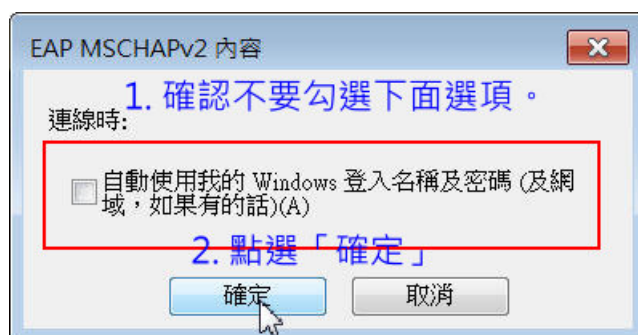 EAP MSCHAPv2 內容
1. 確認不要勾選下面選項。
連線時:
自動使用我的 Windows 登入名稱及密碼 (及網
域，如果有的話)(A)
2. 點選「確定」
確定
取消